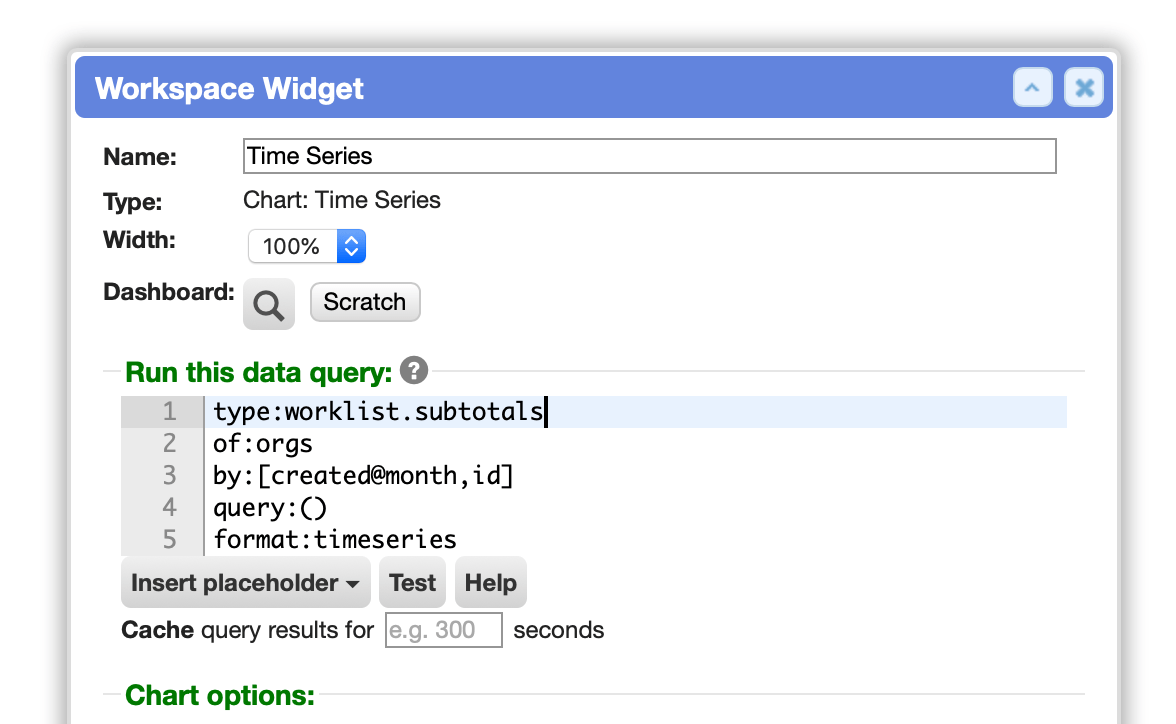 Workspace Widget
Name: Time Series
Type: Chart: Time Series
Width: 100%
Dashboard: Scratch
Run this data query: ?
1 type:worklist.subtotals
2 of:orgs
3 by:[created@month,id]
4 query:()
5 format:timeseries
Insert placeholder Test Help
Cache query results for e.g. 300 seconds
Chart options: